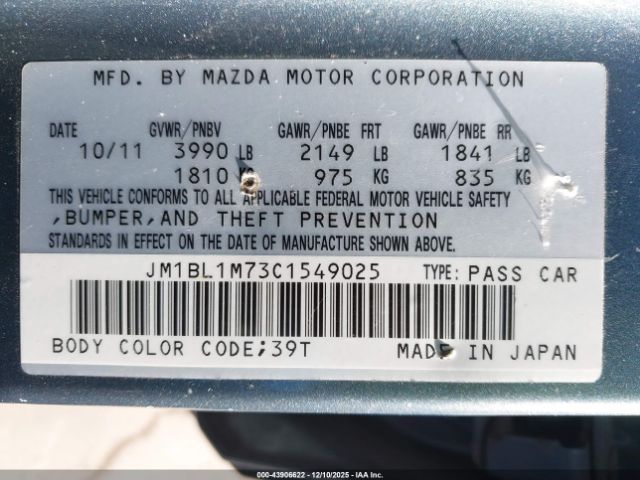 MFD. BY MAZDA MOTOR CORPORATION
DATE GVWR/PNBV GAWR/PNBE FRT GAWR/PNBE RR
10/11 3990 LB 2149 LB 1841 LB
1810 KG 975 KG 835 KG
THIS VEHICLE CONFORMS TO ALL APPLICABLE FEDERAL MOTOR VEHICLE SAFETY
,BUMPER,AND THEFT PREVENTION
STANDARDS IN EFFECT ON THE DATE OF MANUFACTURE SHOWN ABOVE.
JM1BL1M73C1549025 TYPE: PASS CAR
BODY COLOR CODE;39T MADE IN JAPAN
000-43906622 - 12/10/2025 - IAA Inc.